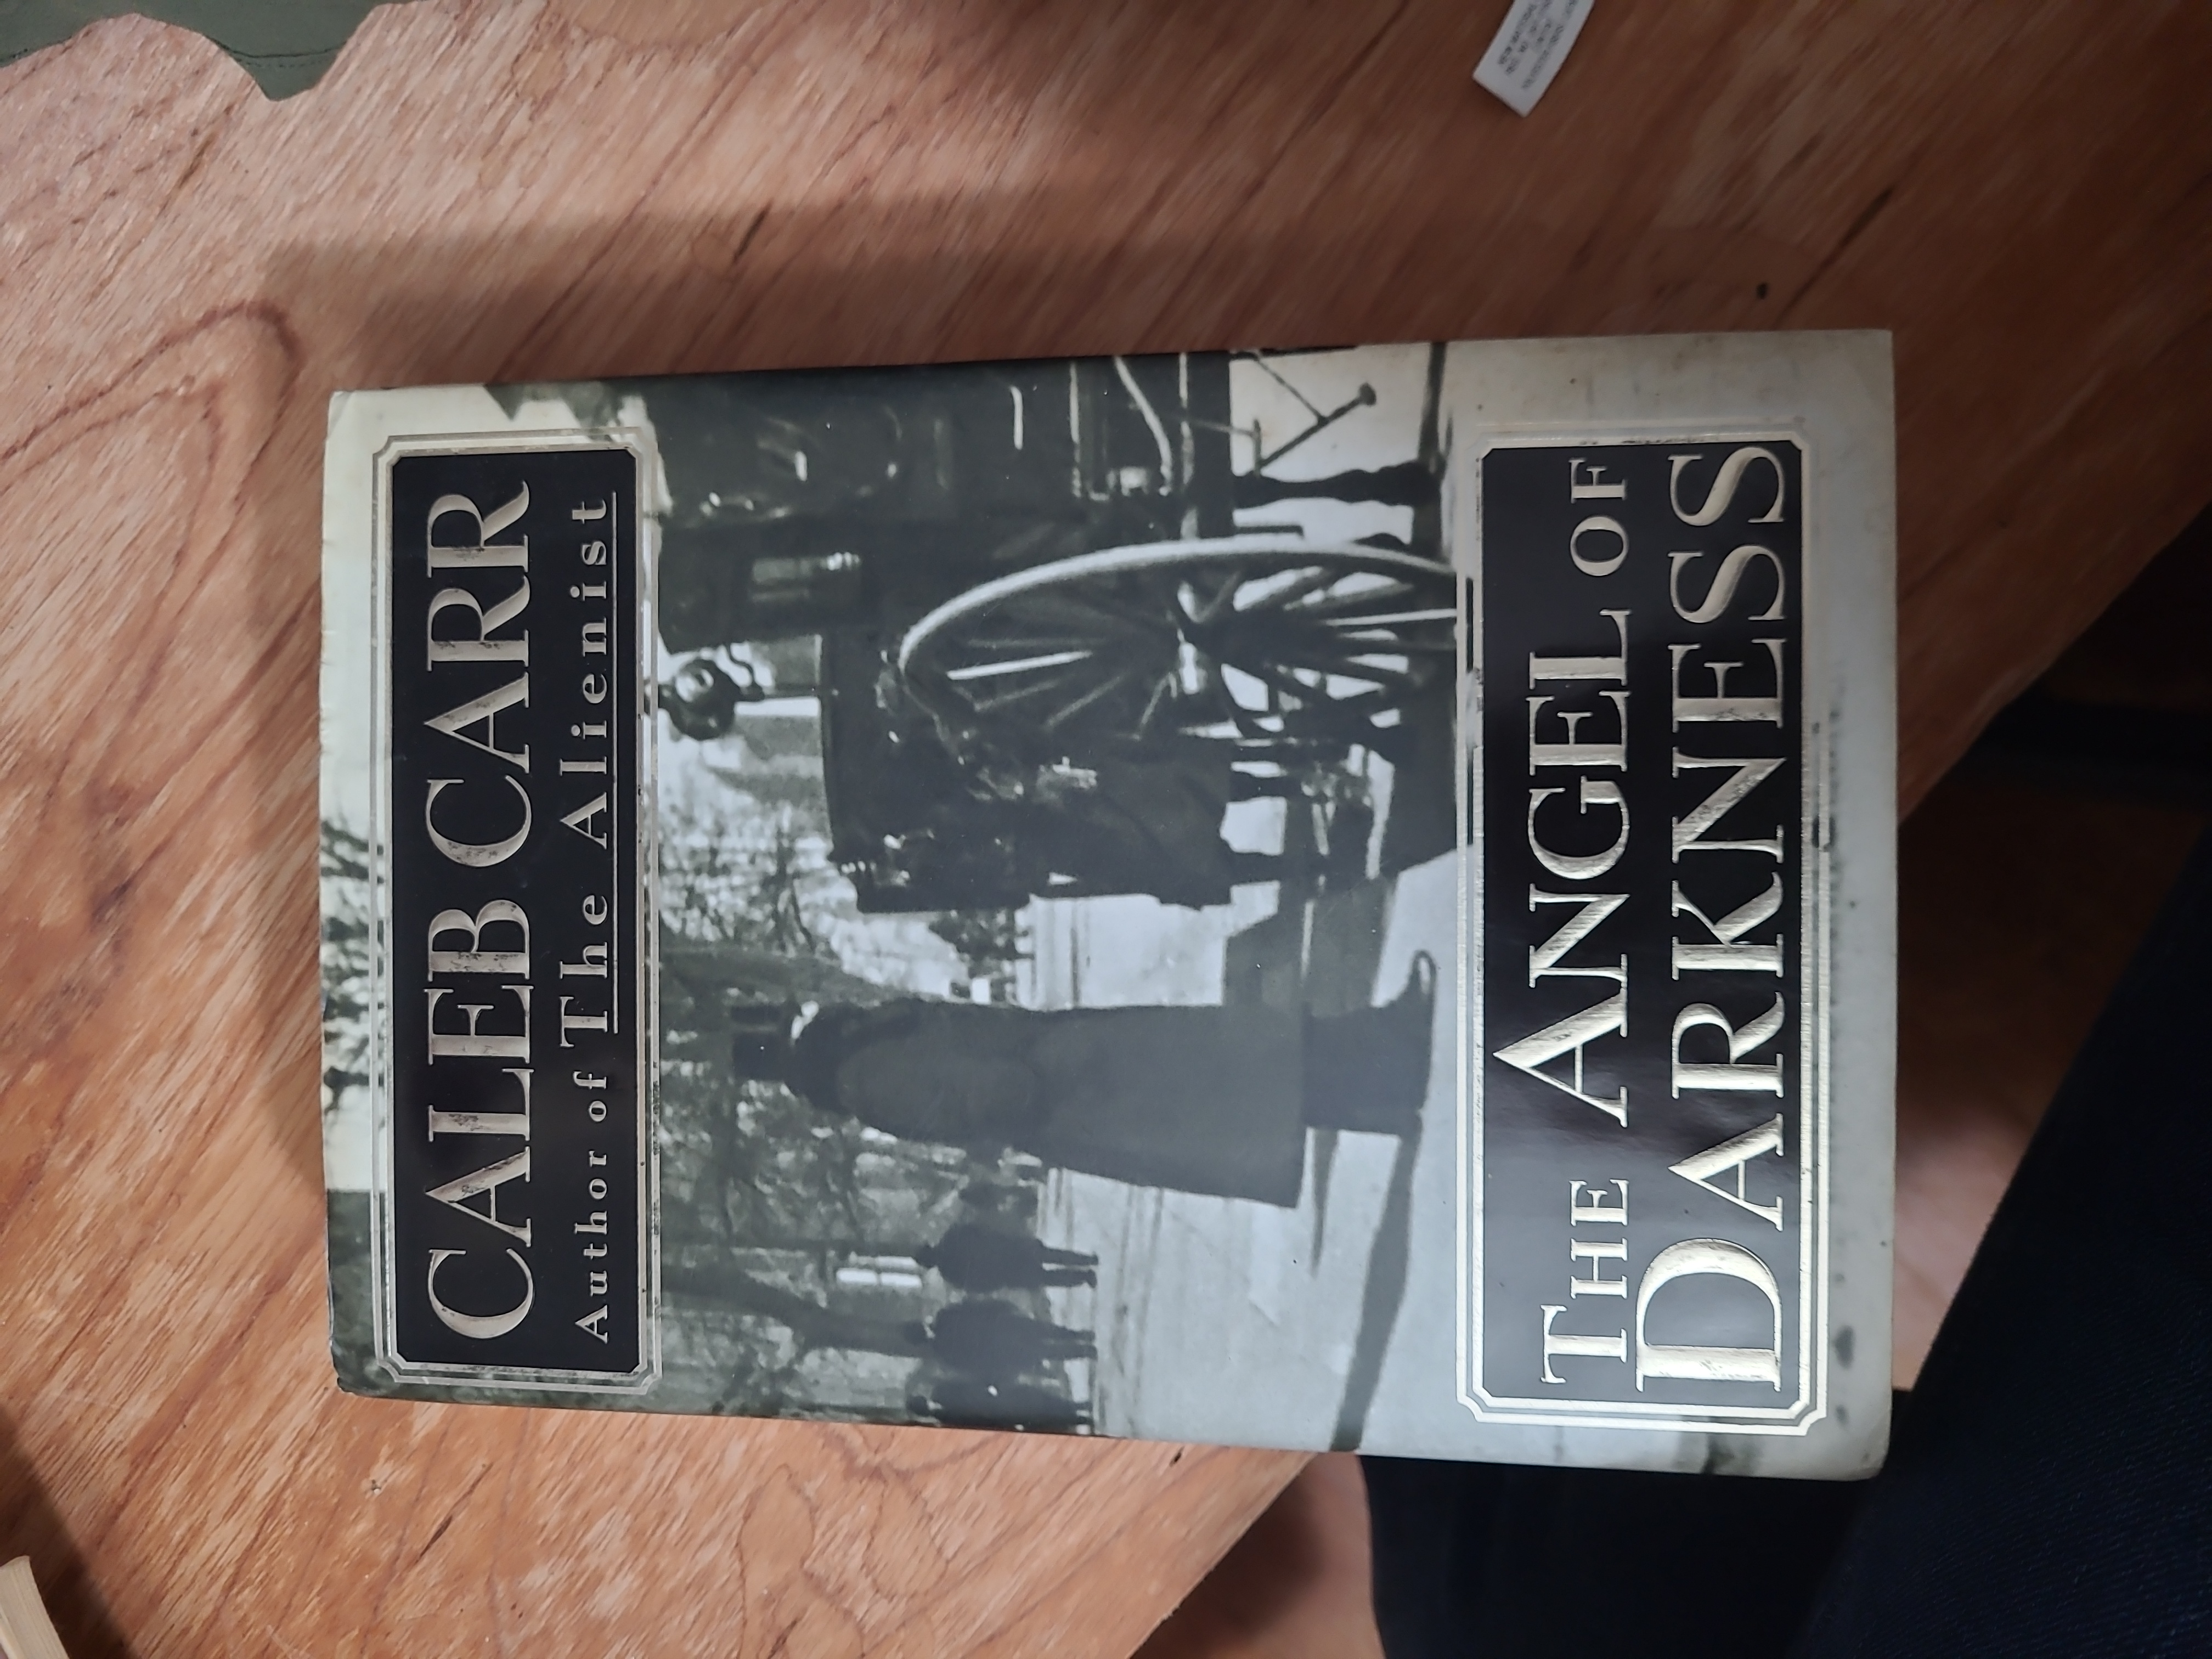 CALEB CARR
Author of The Alienist
THE ANGEL OF
DARKNESS